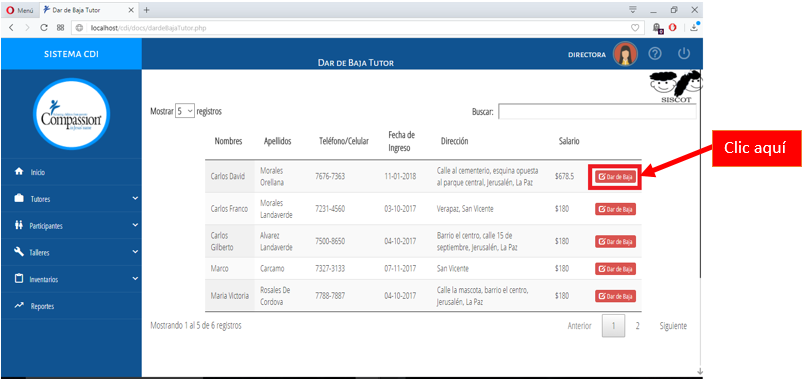 Menú
Dar de Baja Tutor
localhost/cdi/docs/dardeBajaTutor.php
SISTEMA CDI
DAR DE BAJA TUTOR
DIRECTORA
SISCOT
Compassion
Inicio
Tutores
Participantes
Talleres
Inventarios
Reportes
Mostrar 5 registros
Buscar:
Nombres Apellidos Teléfono/Celular Fecha de Ingreso Dirección Salario
Carlos David Morales Orellana 7676-7363 11-01-2018 Calle al cementerio, esquina opuesta al parque central, Jerusalén, La Paz $678.5 Dar de Baja
Carlos Franco Morales Landaverde 7231-4560 03-10-2017 Verapaz, San Vicente $180 Dar de Baja
Carlos Gilberto Alvarez Landaverde 7500-8650 04-10-2017 Barrio el centro, calle 15 de septiembre, Jerusalén, La Paz $180 Dar de Baja
Marco Carcamo 7327-3133 07-11-2017 San Vicente $180 Dar de Baja
Maria Victoria Rosales De Cordova 7788-7887 04-10-2017 Calle la mascota, barrio el centro, Jerusalén, La Paz $180 Dar de Baja
Mostrando 1 al 5 de 6 registros
Anterior 1 2 Siguiente
Clic aquí